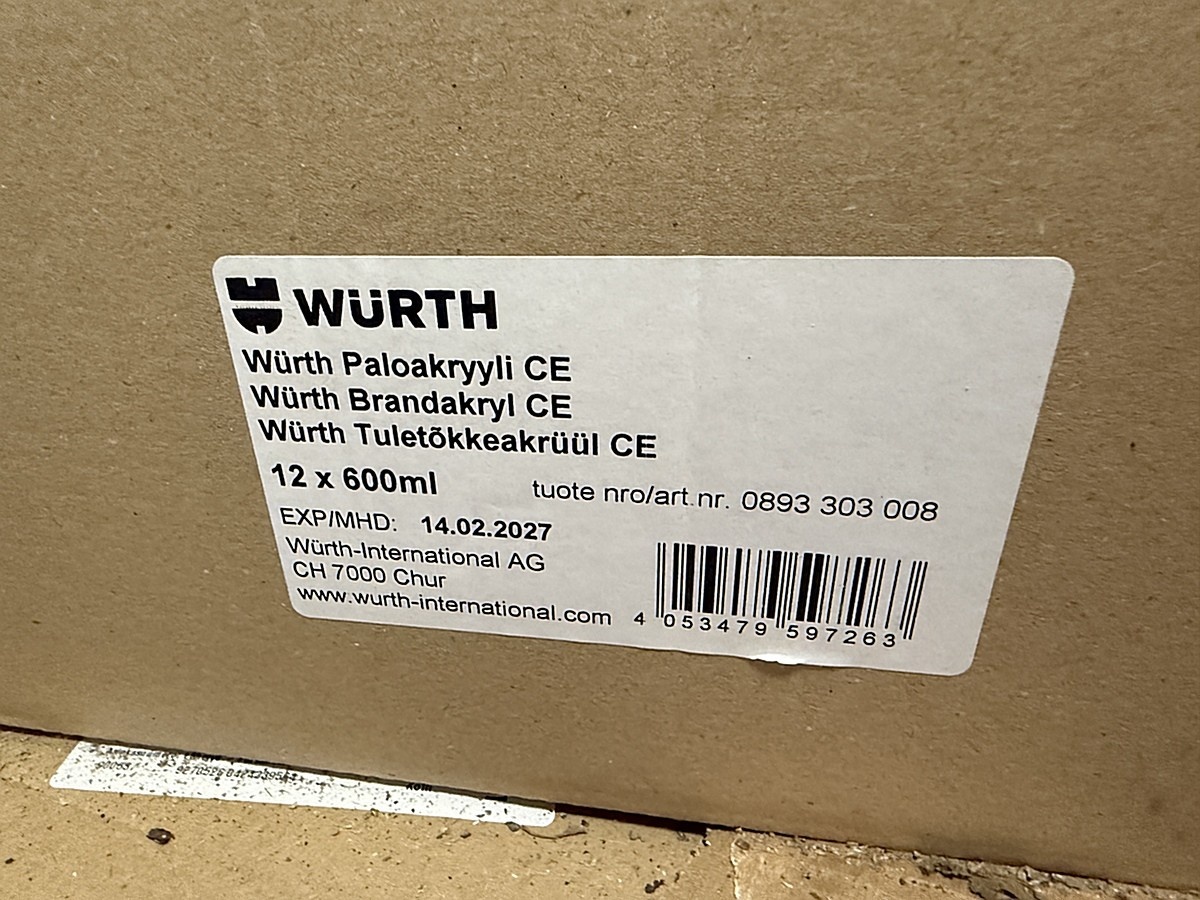 WÜRTH
Würth Paloakryyli CE
Würth Brandakryl CE
Würth Tuletõkkeakrüül CE
12 x 600ml
tuote nro/art.nr. 0893 303 008
EXP/MHD: 14.02.2027
Würth-International AG
CH 7000 Chur
www.wurth-international.com
4 053479 597263